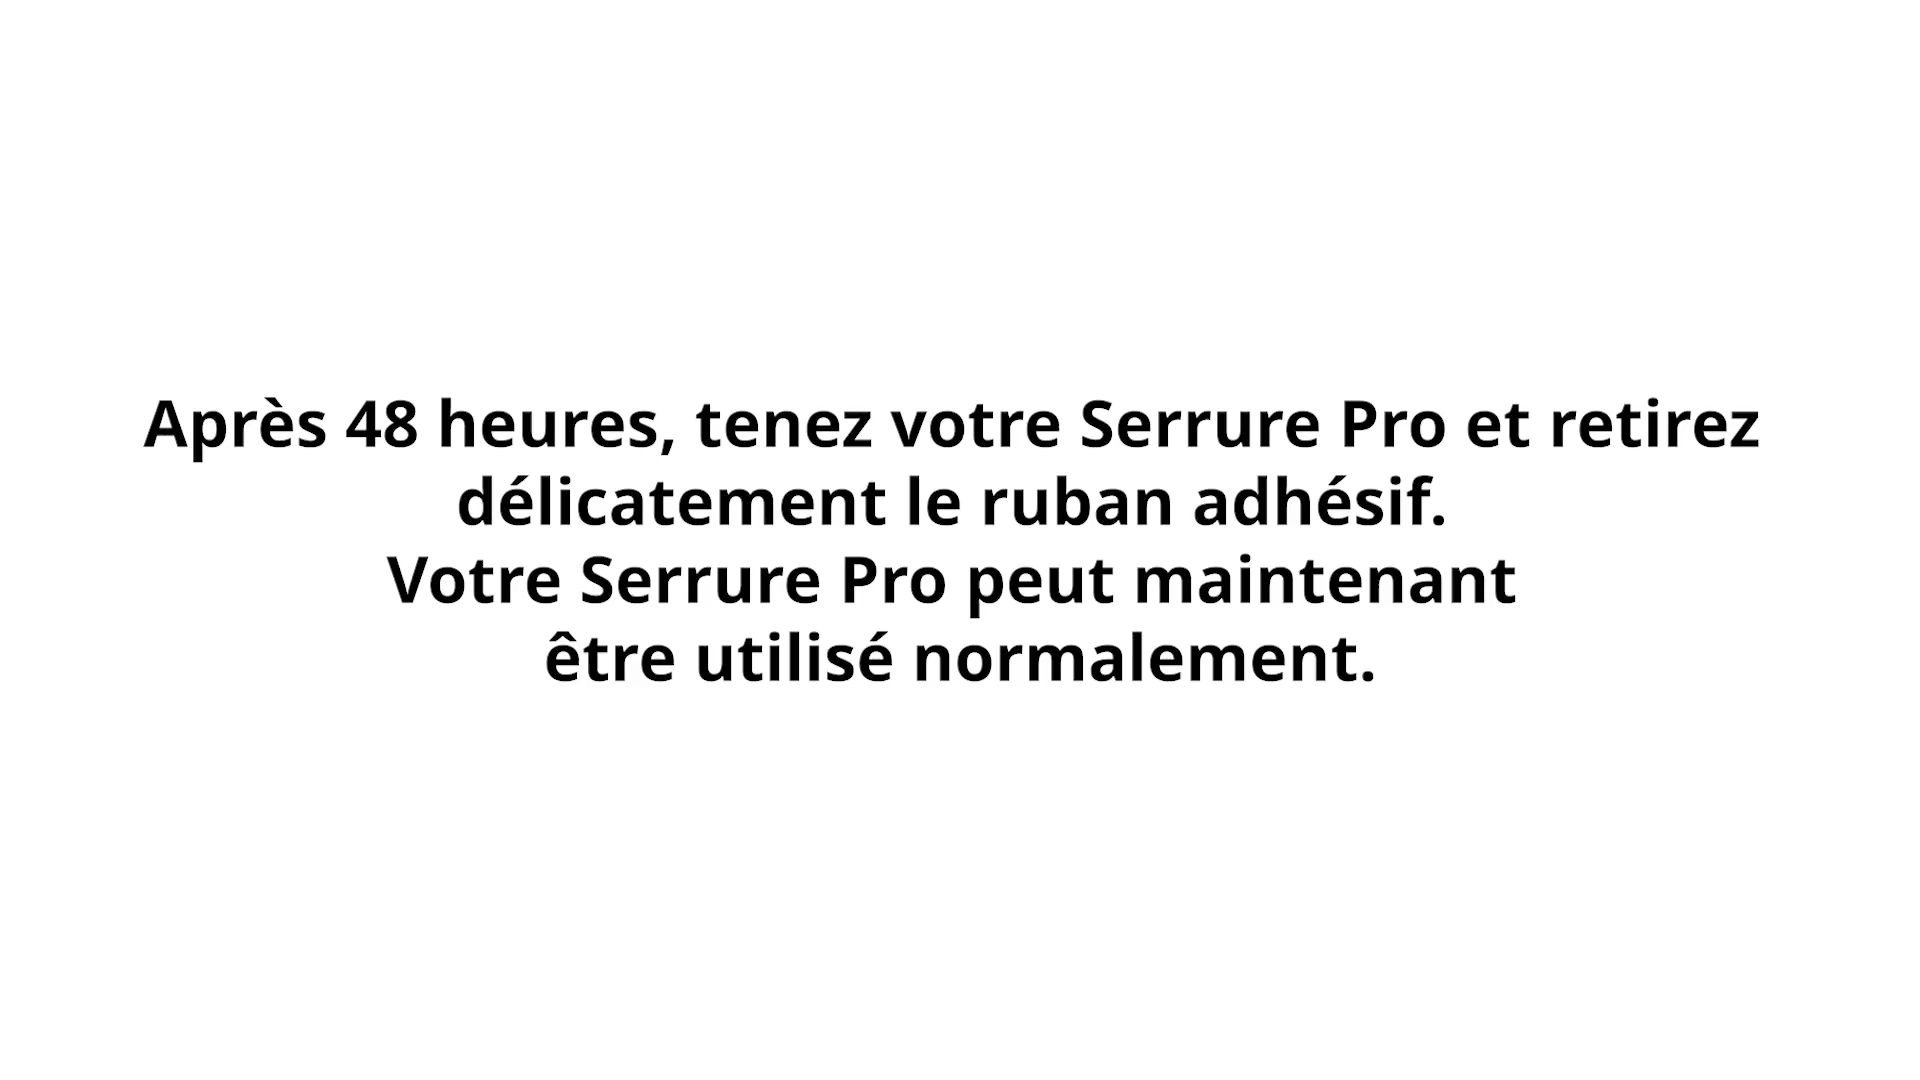 Après 48 heures, tenez votre Serrure Pro et retirez
délicatement le ruban adhésif.
Votre Serrure Pro peut maintenant
être utilisé normalement.